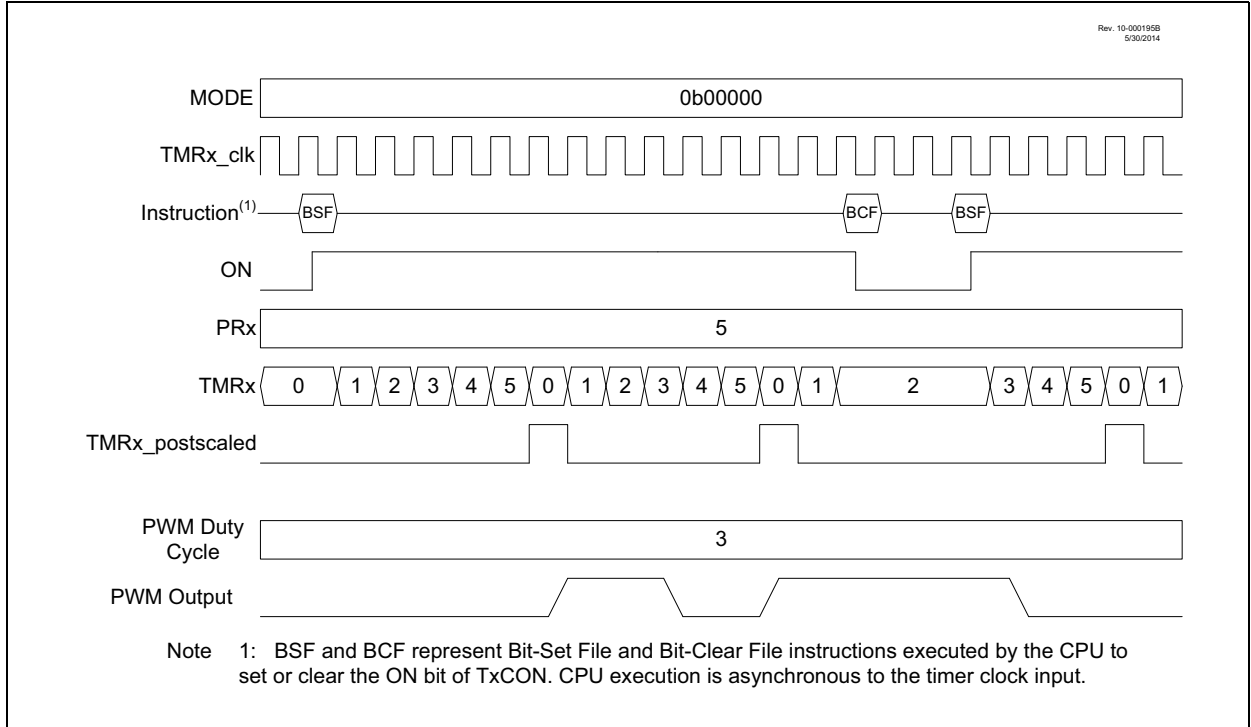 Rev. 10-000195B
5/30/2014
MODE 0b00000
TMRx_clk
Instruction(1) BSF BCF BSF
ON
PRx 5
TMRx 0 1 2 3 4 5 0 1 2 3 4 5 0 1 2 3 4 5 0 1
TMRx_postscaled
PWM Duty
Cycle 3
PWM Output
Note 1: BSF and BCF represent Bit-Set File and Bit-Clear File instructions executed by the CPU to
set or clear the ON bit of TxCON. CPU execution is asynchronous to the timer clock input.